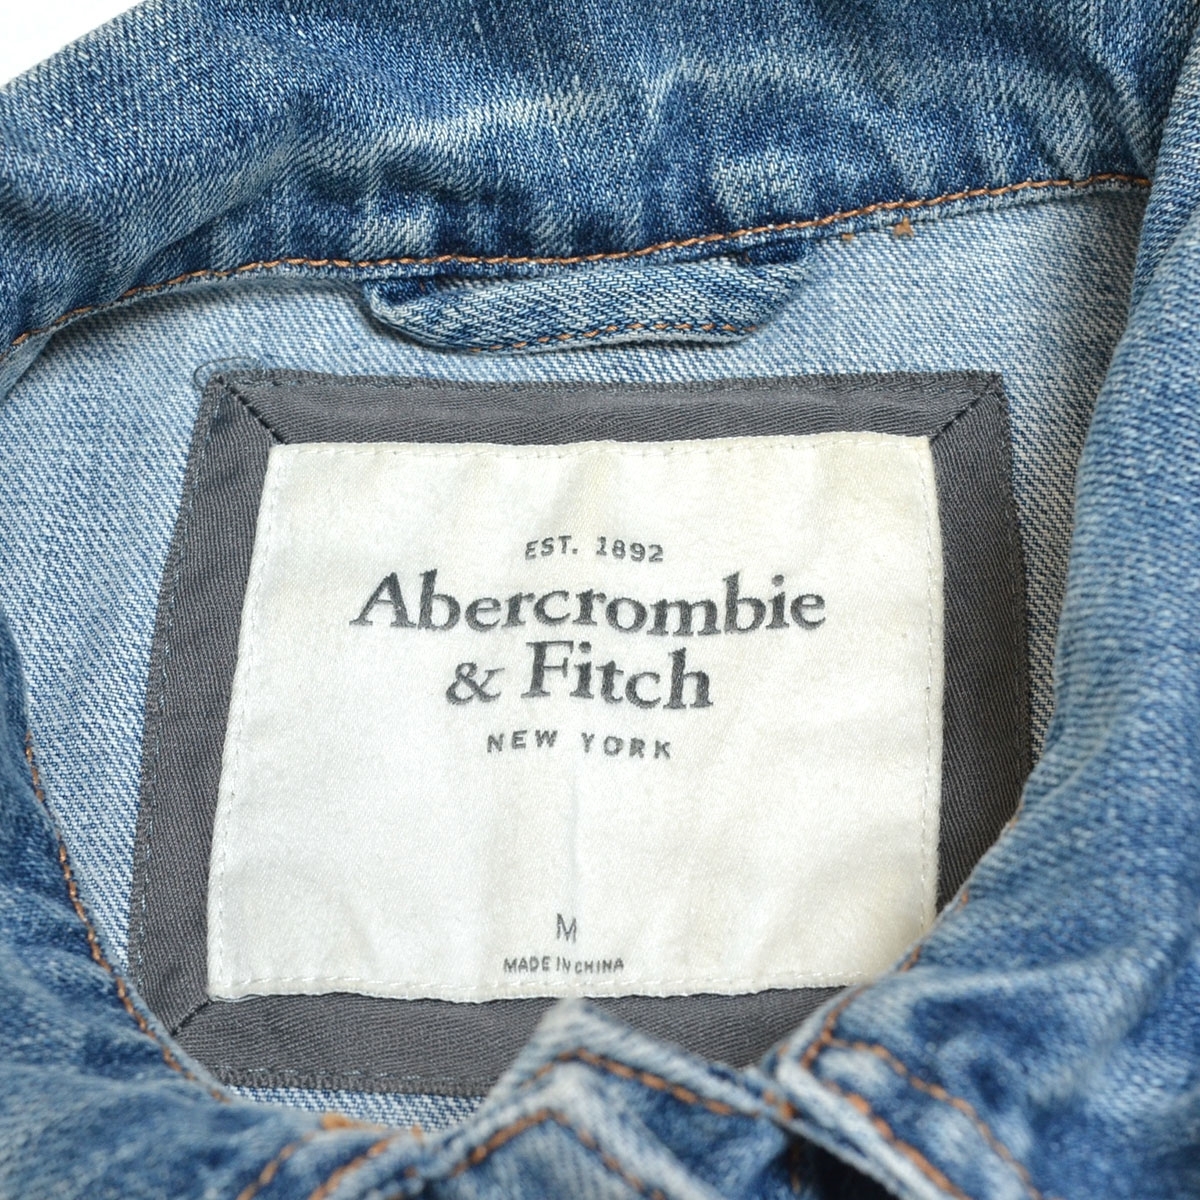 EST. 1892
Abercrombie
& Fitch
NEW YORK
M
MADE IN CHINA